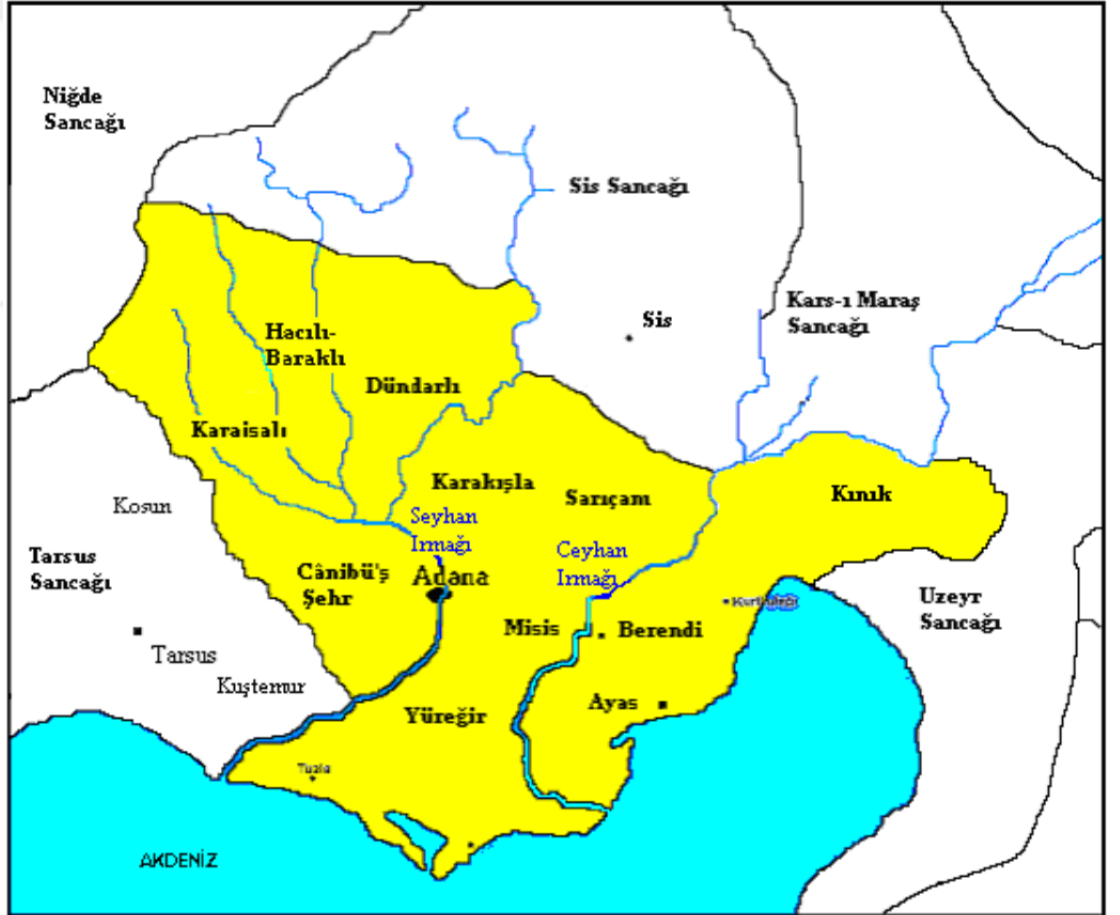 Niğde
Sancağı
Sis Sancağı
Kars-ı Maraş
Sancağı
Sis
Hacılı-
Baraklı
Dündarlı
Karaisalı
Karakışla
Sarıçam
Kınık
Kosun
Seyhan
Irmağı
Ceyhan
Irmağı
Tarsus
Sancağı
Cânibü'ş
Şehr
Adana
Uzeyr
Sancağı
Misis
Berendi
Tarsus
Kuştemur
Ayas
Yüreğir
Tuzla
AKDENİZ